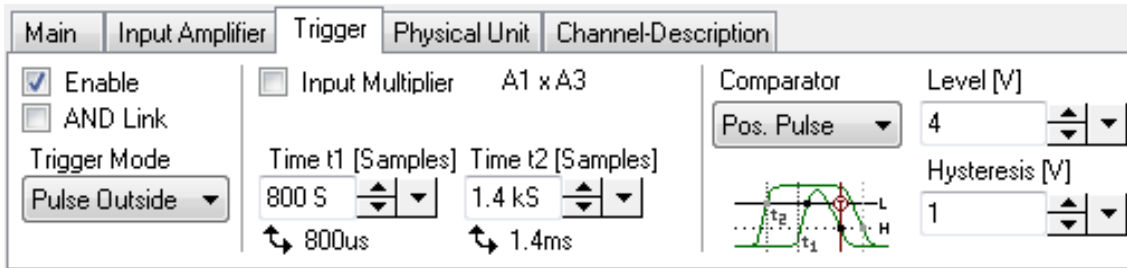 Main Input Amplifier Trigger Physical Unit Channel-Description
Enable
AND Link
Trigger Mode
Pulse Outside
Input Multiplier A1 x A3
Time t1 [Samples] Time t2 [Samples]
800 S 1.4 kS
800us 1.4ms
Comparator
Pos. Pulse
t2
t1
L
H
Level [V]
4
Hysteresis [V]
1